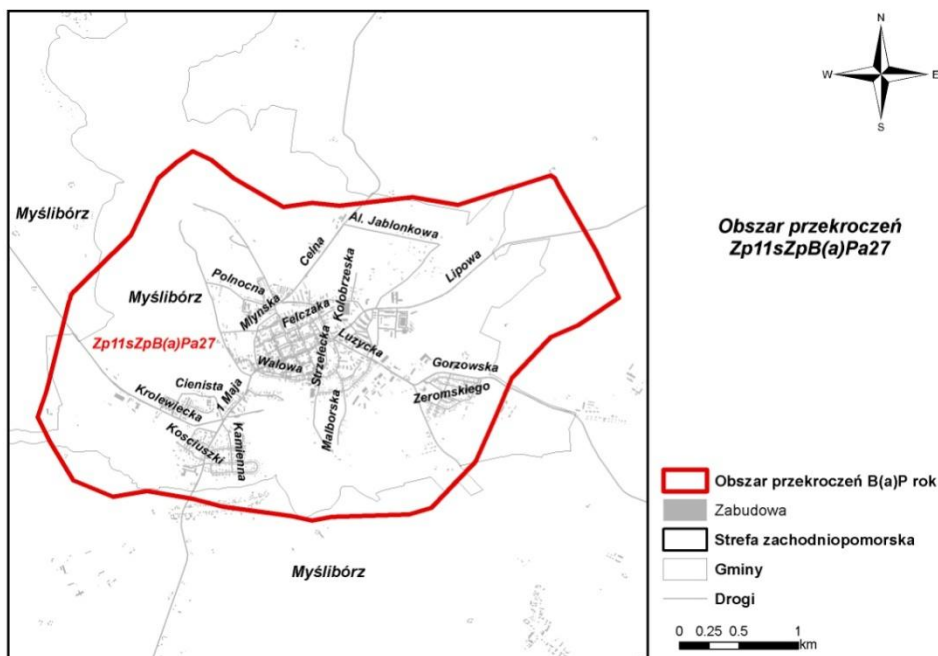 N
W
E
S
Obszar przekroczeń
Zp11sZpB(a)Pa27
Myślibórz
Al. Jablonkowa
Celna
Lipowa
Kolobrzeska
Polnocna
Myślibórz
Mlynska
Felczaka
Zp11sZpB(a)Pa27
Luzycka
Strzelecka
Walowa
Gorzowska
Cienista
1 Maja
Zeromskiego
Krolewiecka
Malborska
Kosciuszki
Kamienna
Myślibórz
Obszar przekroczeń B(a)P rok
Zabudowa
Strefa zachodniopomorska
Gminy
Drogi
0 0.25 0.5 1
km